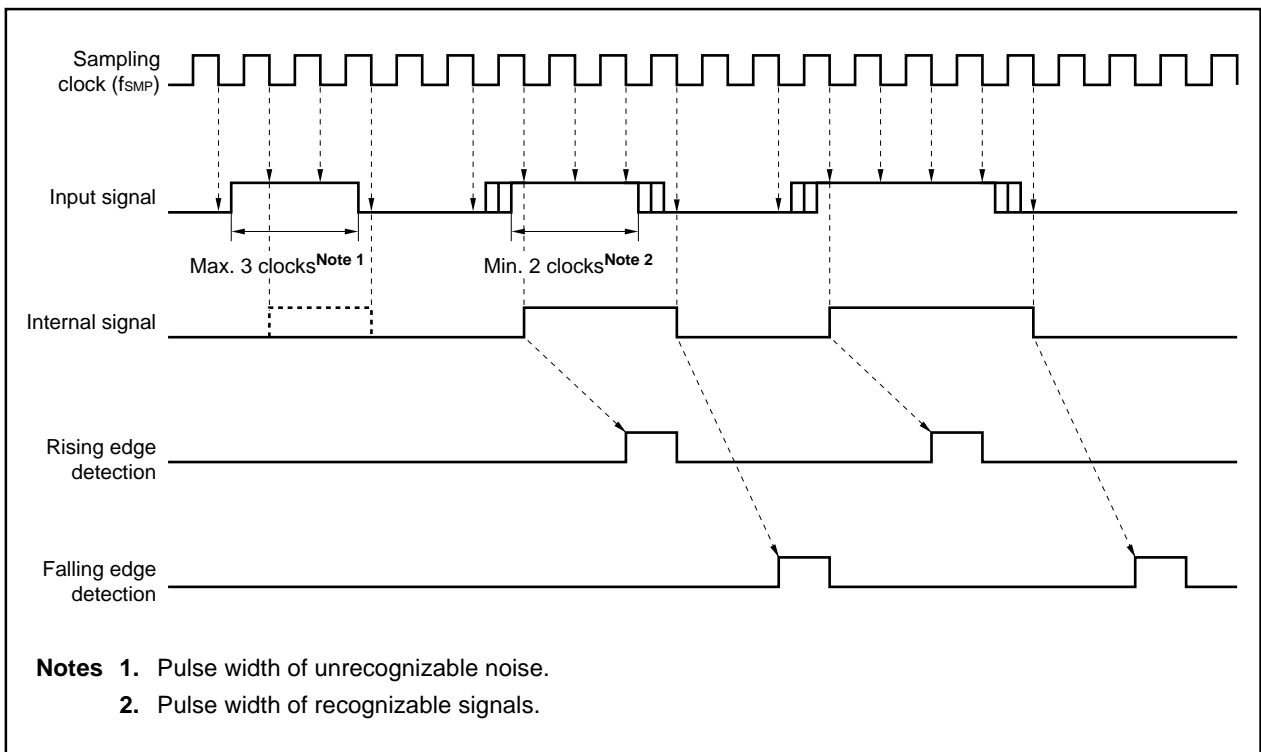 Sampling
clock (fSMP)
Input signal
Max. 3 clocksNote 1
Min. 2 clocksNote 2
Internal signal
Rising edge
detection
Falling edge
detection
Notes 1. Pulse width of unrecognizable noise.
2. Pulse width of recognizable signals.